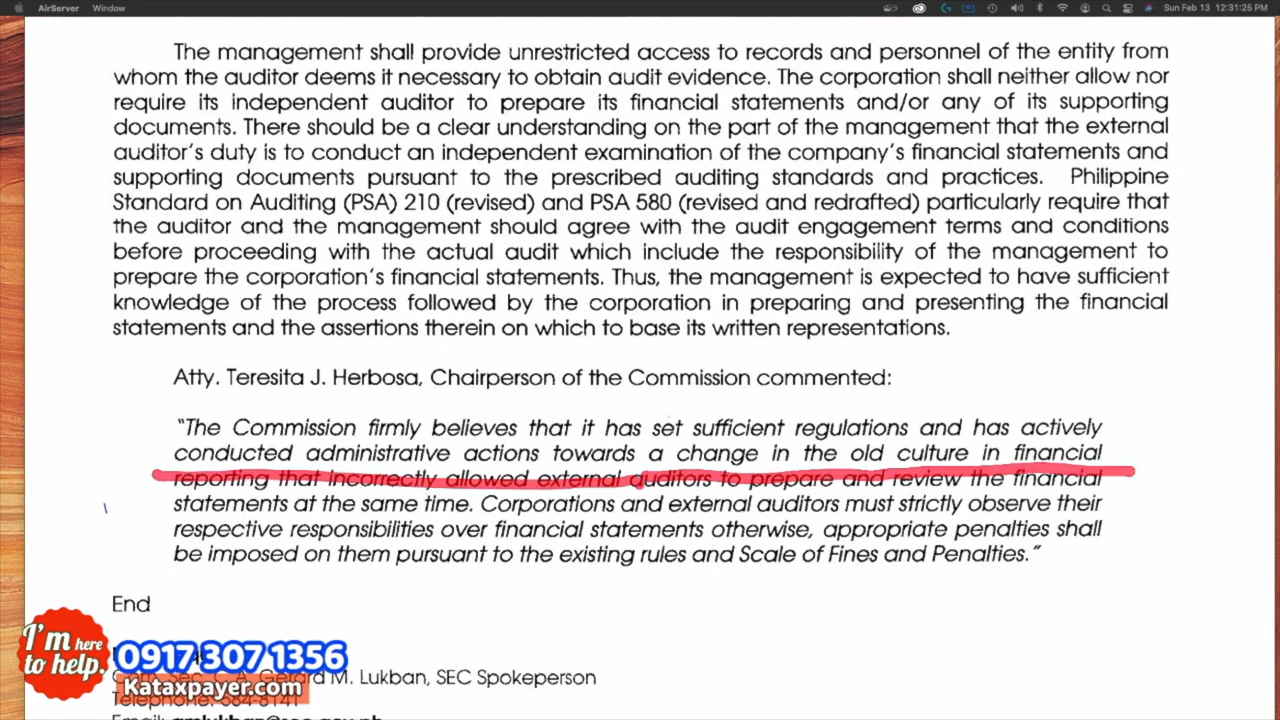 AirServer Window Sun Feb 13 12:31:25 PM
The management shall provide unrestricted access to records and personnel of the entity from
whom the auditor deems it necessary to obtain audit evidence. The corporation shall neither allow nor
require its independent auditor to prepare its financial statements and/or any of its supporting
documents. There should be a clear understanding on the part of the management that the external
auditor's duty is to conduct an independent examination of the company's financial statements and
supporting documents pursuant to the prescribed auditing standards and practices. Philippine
Standard on Auditing (PSA) 210 (revised) and PSA 580 (revised and redrafted) particularly require that
the auditor and the management should agree with the audit engagement terms and conditions
before proceeding with the actual audit which include the responsibility of the management to
prepare the corporation's financial statements. Thus, the management is expected to have sufficient
knowledge of the process followed by the corporation in preparing and presenting the financial
statements and the assertions therein on which to base its written representations.
Atty. Teresita J. Herbosa, Chairperson of the Commission commented:
"The Commission firmly believes that it has set sufficient regulations and has actively
conducted administrative actions towards a change in the old culture in financial
reporting that incorrectly allowed external auditors to prepare and review the financial
statements at the same time. Corporations and external auditors must strictly observe their
respective responsibilities over financial statements otherwise, appropriate penalties shall
be imposed on them pursuant to the existing rules and Scale of Fines and Penalties."
End
I'm here
to help.
0917 307 1356
M. Lukban, SEC Spokeperson
Kataxpayer.com